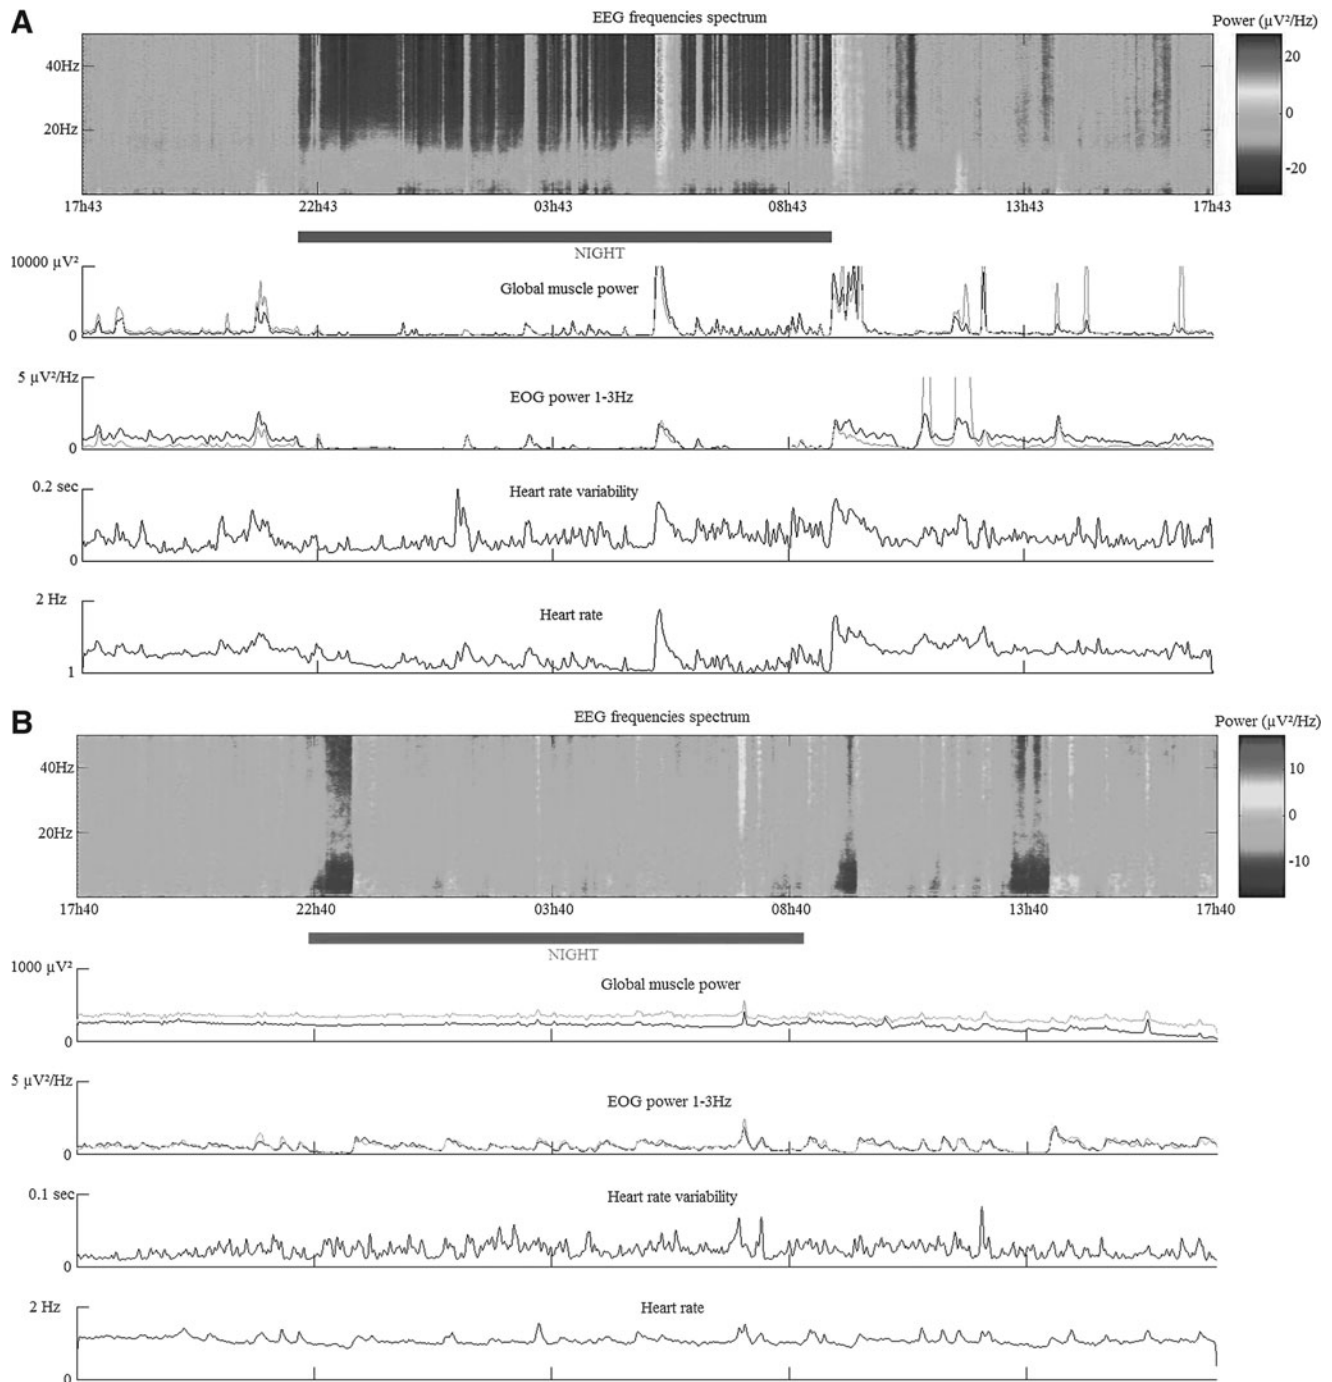 A
EEG frequencies spectrum
Power (µV²/Hz)
40Hz
20Hz
20
0
-20
17h43 22h43 03h43 08h43 13h43 17h43
NIGHT
10000 µV²
Global muscle power
0
5 µV²/Hz
EOG power 1-3Hz
0
0.2 sec
Heart rate variability
0
2 Hz
Heart rate
1
B
EEG frequencies spectrum
Power (µV²/Hz)
40Hz
20Hz
10
0
-10
17h40 22h40 03h40 08h40 13h40 17h40
NIGHT
1000 µV²
Global muscle power
0
5 µV²/Hz
EOG power 1-3Hz
0
0.1 sec
Heart rate variability
0
2 Hz
Heart rate
0